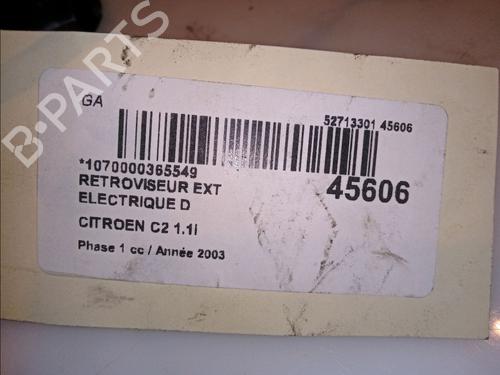 GA
52713301 45606
*1070000365549
45606
RETROVISEUR EXT
ELECTRIQUE D
CITROEN C2 1.1i
Phase 1 cc / Année 2003
B-PARTS